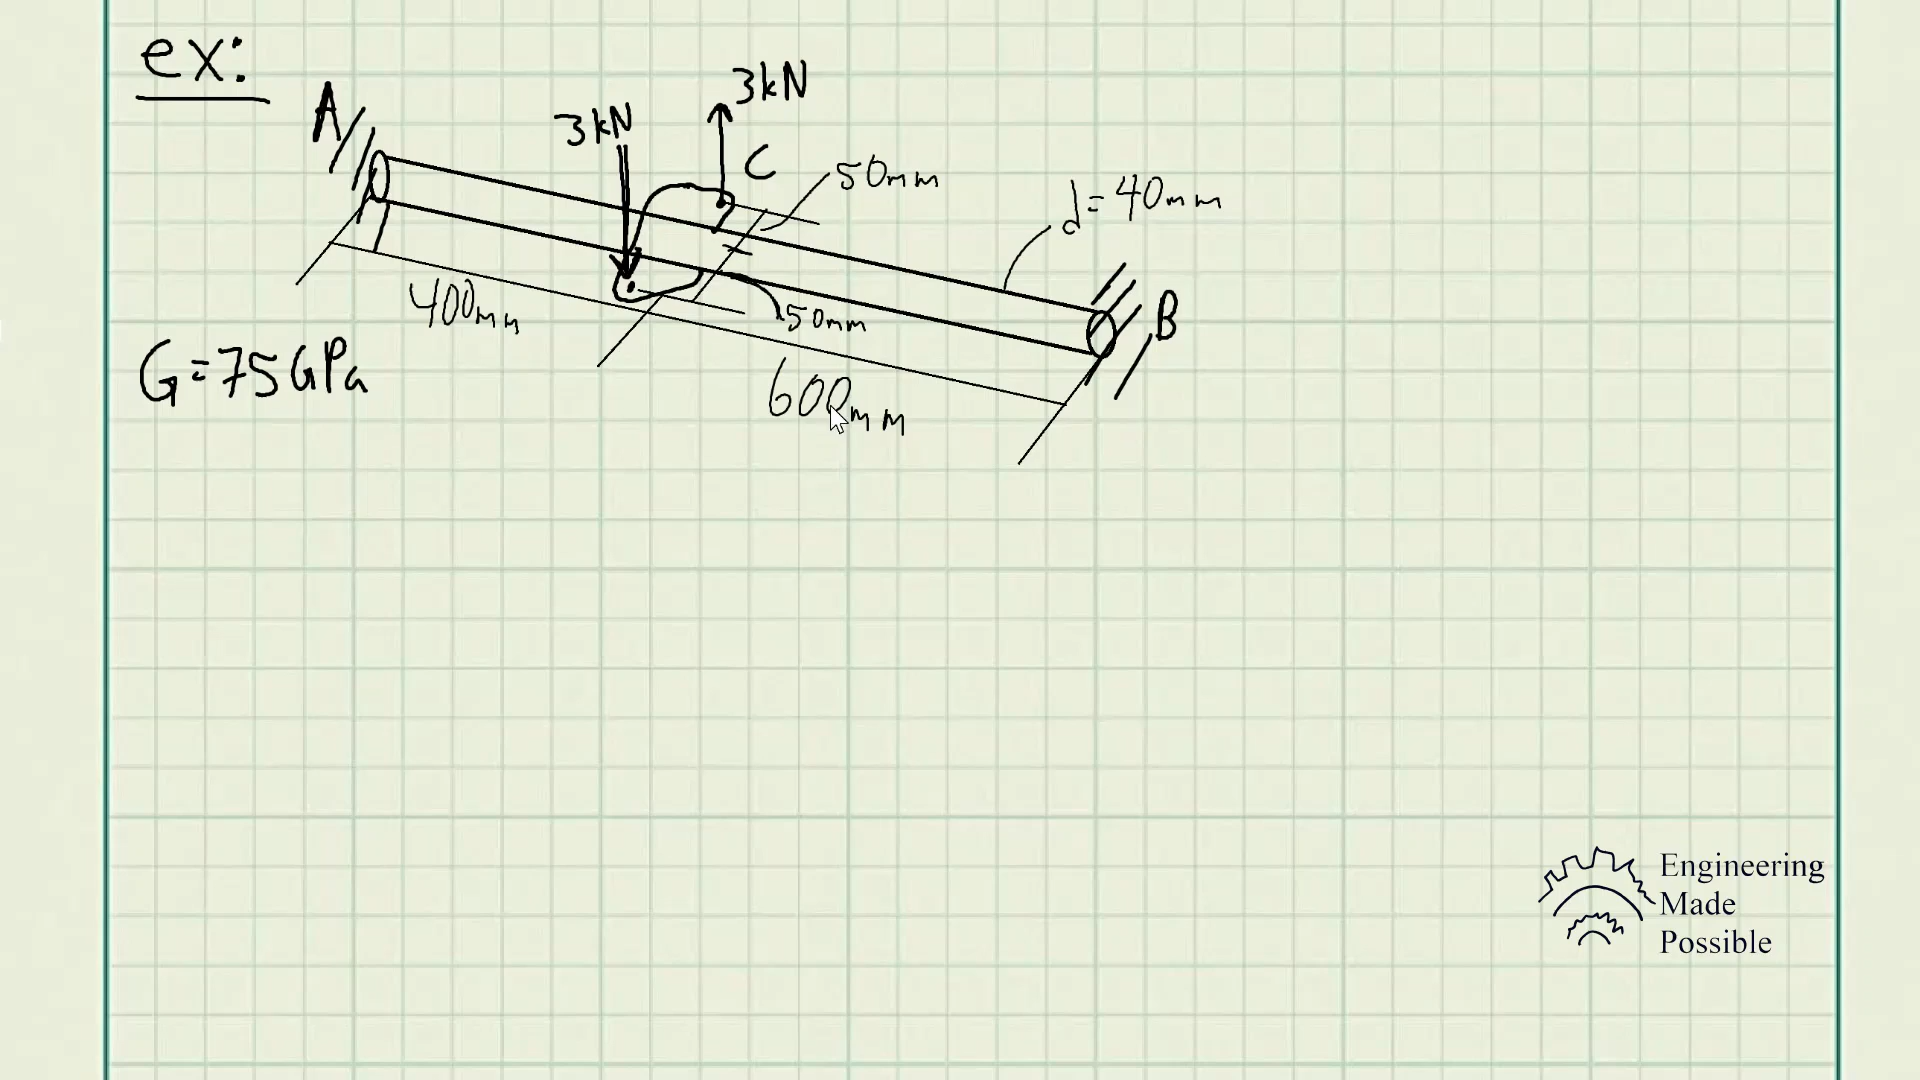 ex:
A
3kN
3kN
C
50mm
d=40mm
400mm
50mm
B
G=75GPa
600mm
Engineering
Made
Possible